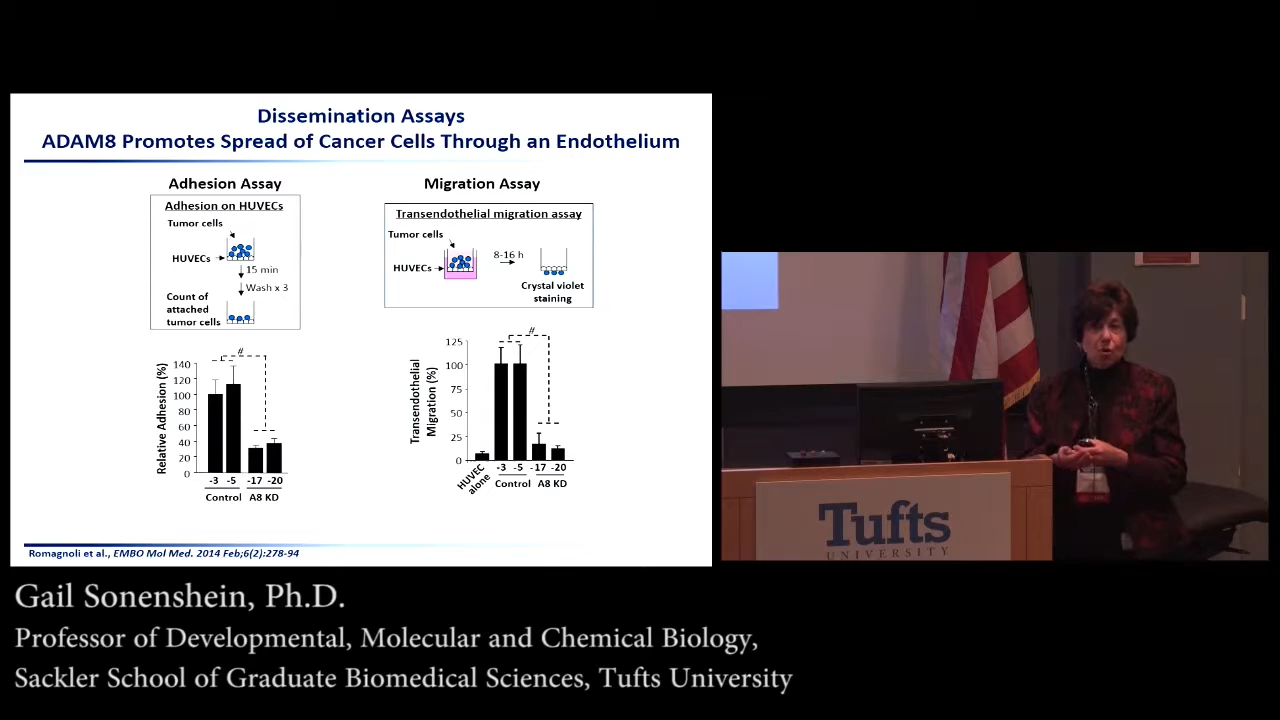 Dissemination Assays
ADAM8 Promotes Spread of Cancer Cells Through an Endothelium
Adhesion Assay
Adhesion on HUVECs
Tumor cells
HUVECs
15 min
Wash x 3
Count of
attached
tumor cells
Relative Adhesion (%)
140
120
100
80
60
40
20
0
#
-3 -5 -17 -20
Control A8 KD
Migration Assay
Transendothelial migration assay
Tumor cells
HUVECs
8-16 h
Crystal violet
staining
Transendothelial
Migration (%)
125
100
75
50
25
0
#
HUVEC
alone
-3 -5 -17 -20
Control A8 KD
Romagnoli et al., EMBO Mol Med. 2014 Feb;6(2):278-94
Tufts
UNIVERSITY
Gail Sonenshein, Ph.D.
Professor of Developmental, Molecular and Chemical Biology,
Sackler School of Graduate Biomedical Sciences, Tufts University